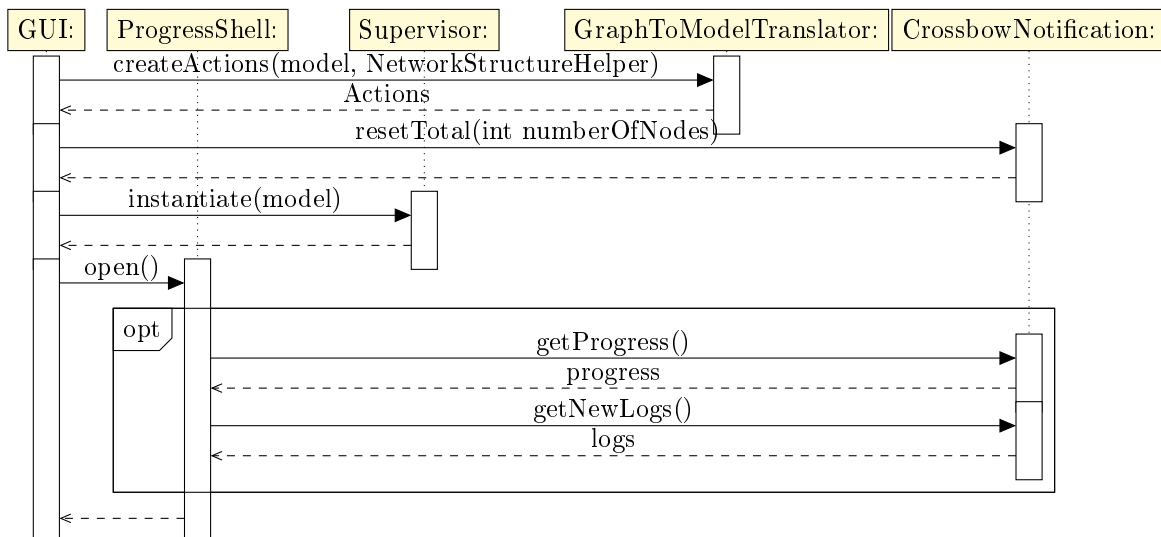 GUI: ProgressShell: Supervisor: GraphToModelTranslator: CrossbowNotification:
createActions(model, NetworkStructureHelper)
Actions
resetTotal(int numberOfNodes)
instantiate(model)
open()
opt
getProgress()
progress
getNewLogs()
logs